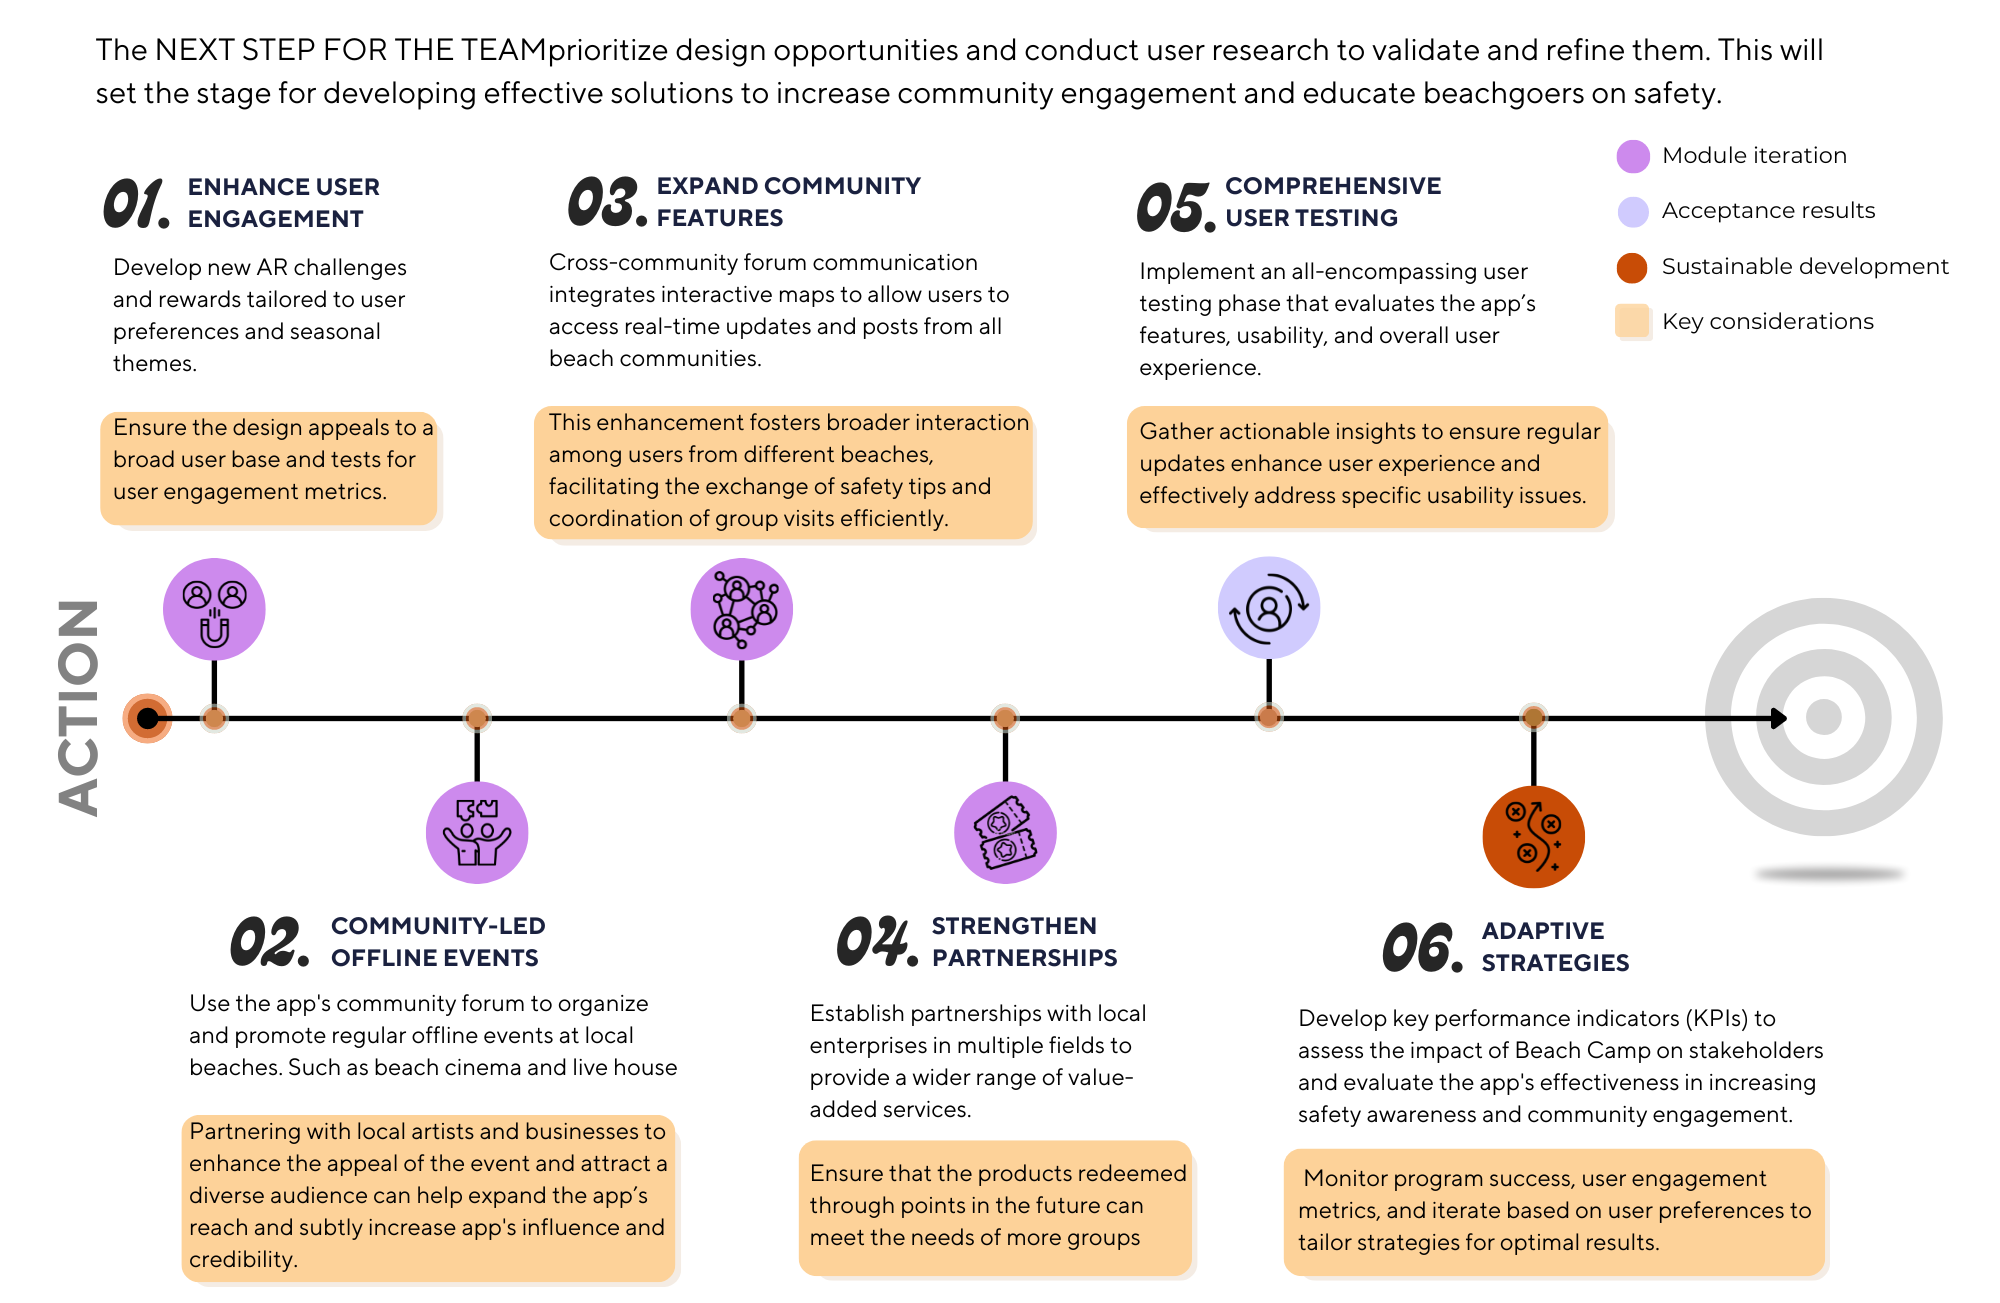 The NEXT STEP FOR THE TEAMprioritize design opportunities and conduct user research to validate and refine them. This will
set the stage for developing effective solutions to increase community engagement and educate beachgoers on safety.
01. ENHANCE USER
ENGAGEMENT
Develop new AR challenges
and rewards tailored to user
preferences and seasonal
themes.
Ensure the design appeals to a
broad user base and tests for
user engagement metrics.
03. EXPAND COMMUNITY
FEATURES
Cross-community forum communication
integrates interactive maps to allow users to
access real-time updates and posts from all
beach communities.
This enhancement fosters broader interaction
among users from different beaches,
facilitating the exchange of safety tips and
coordination of group visits efficiently.
05. COMPREHENSIVE
USER TESTING
Implement an all-encompassing user
testing phase that evaluates the app’s
features, usability, and overall user
experience.
Gather actionable insights to ensure regular
updates enhance user experience and
effectively address specific usability issues.
Module iteration
Acceptance results
Sustainable development
Key considerations
ACTION
02. COMMUNITY-LED
OFFLINE EVENTS
Use the app's community forum to organize
and promote regular offline events at local
beaches. Such as beach cinema and live house
Partnering with local artists and businesses to
enhance the appeal of the event and attract a
diverse audience can help expand the app’s
reach and subtly increase app's influence and
credibility.
04. STRENGTHEN
PARTNERSHIPS
Establish partnerships with local
enterprises in multiple fields to
provide a wider range of value-
added services.
Ensure that the products redeemed
through points in the future can
meet the needs of more groups
06. ADAPTIVE
STRATEGIES
Develop key performance indicators (KPIs) to
assess the impact of Beach Camp on stakeholders
and evaluate the app's effectiveness in increasing
safety awareness and community engagement.
Monitor program success, user engagement
metrics, and iterate based on user preferences to
tailor strategies for optimal results.